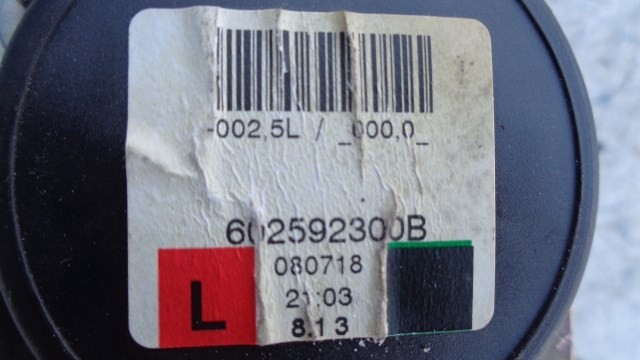 -002,5L / _000,0_
602592300B
080718
L
21:03
8.13